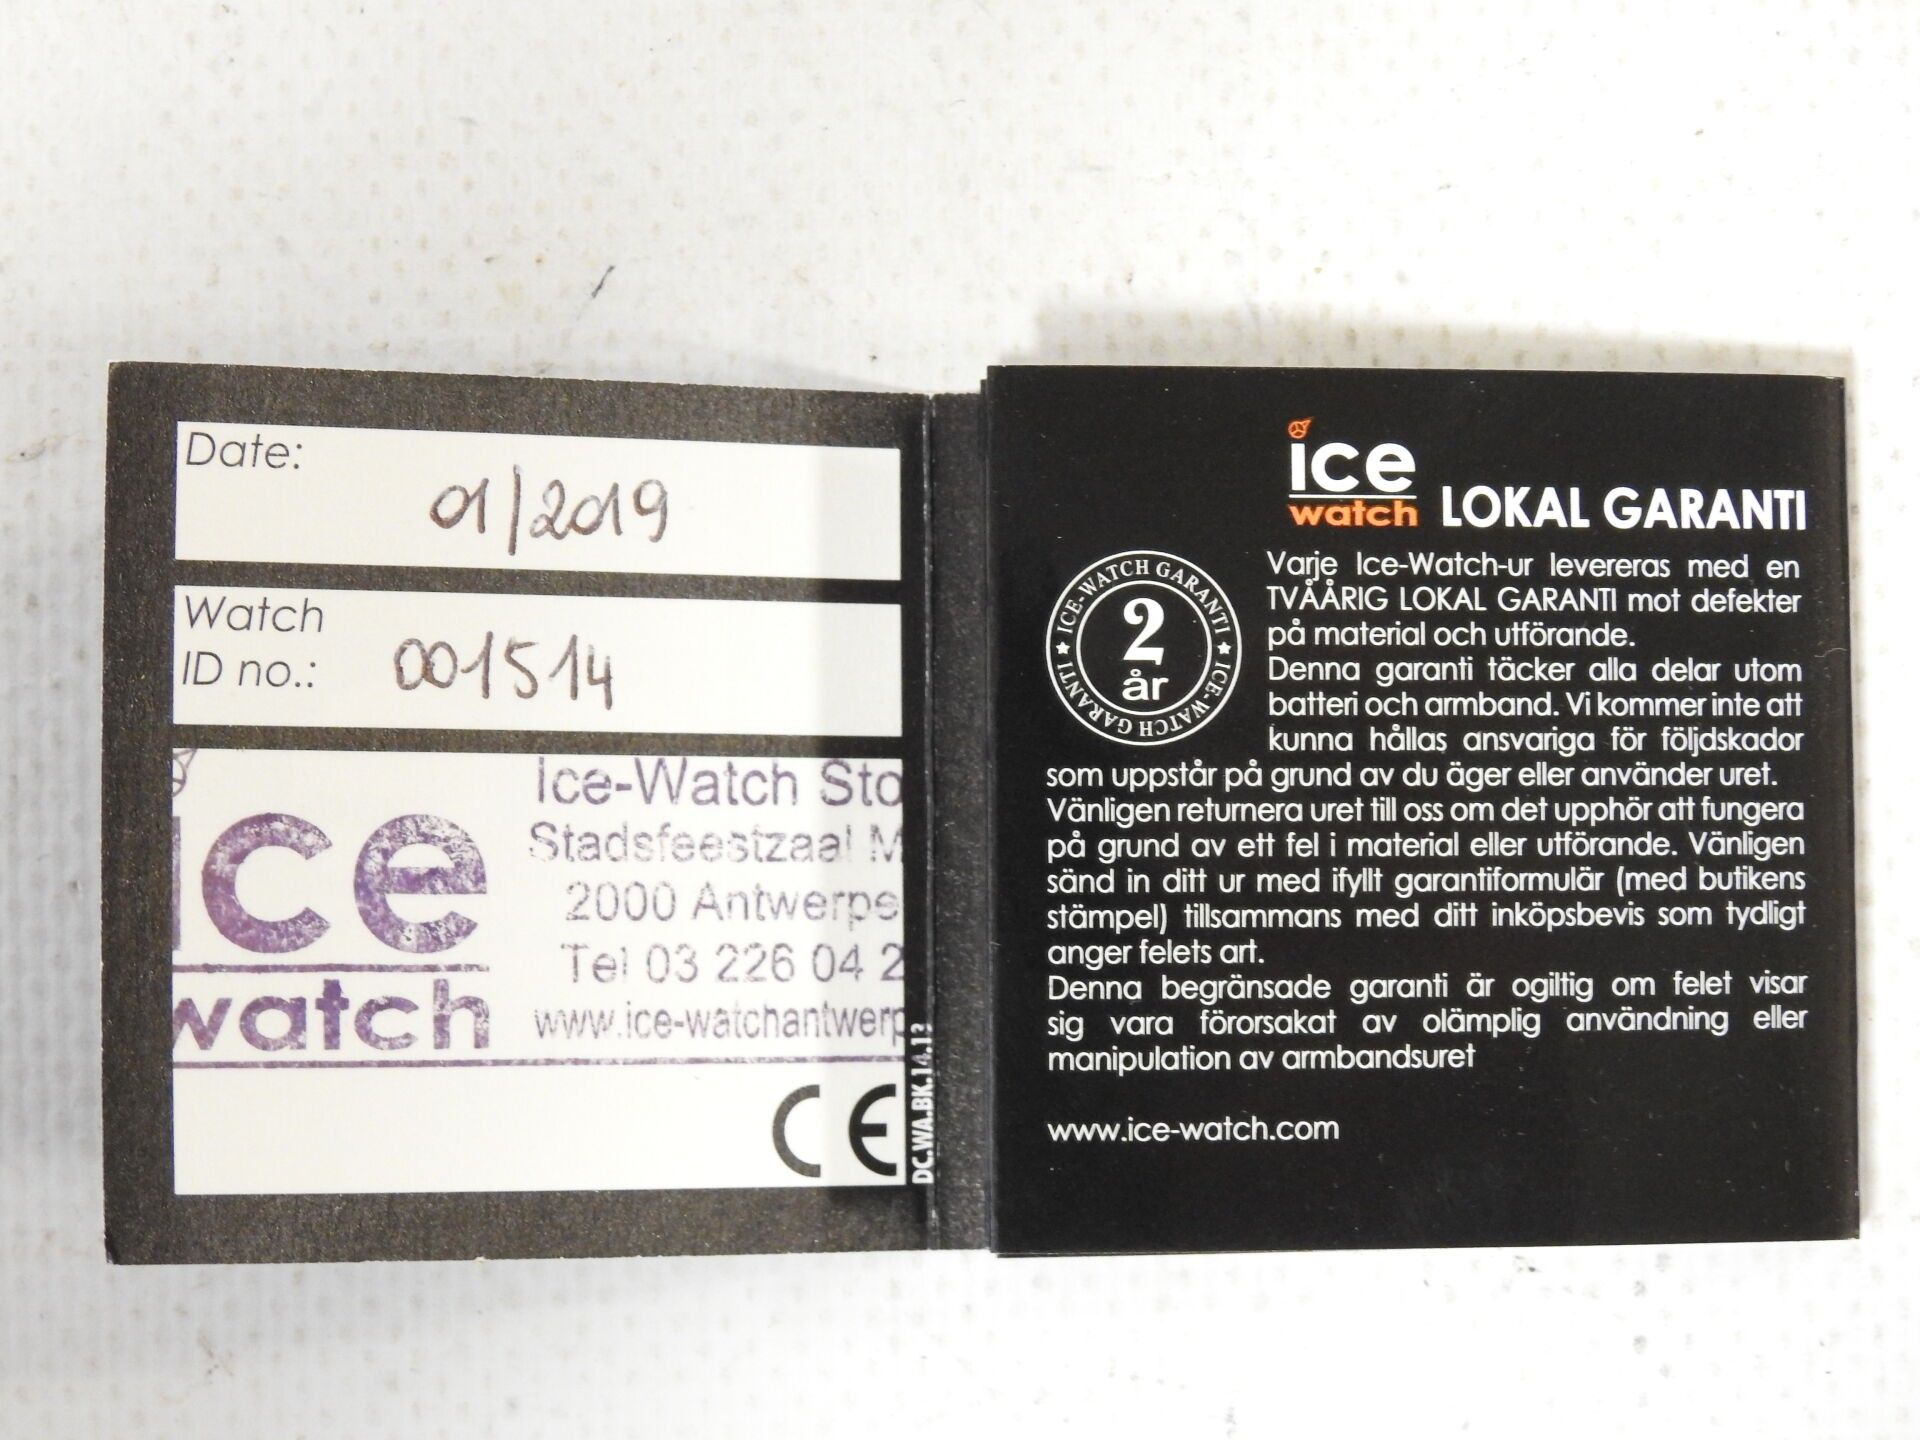 Date:
01/2019
Watch
ID no.: 001514
ice
watch
Ice-Watch Sto
Stadsfeestzaal M
2000 Antwerpe
Tel 03 226 04 2
www.ice-watchantwerp
CE
DC.WA.BK.14.12
ice
watch LOKAL GARANTI
ICE-WATCH GARANTI ★ ICE-WATCH GARANTI ★
2
år
Varje Ice-Watch-ur levereras med en
TVÅÅRIG LOKAL GARANTI mot defekter
på material och utförande.
Denna garanti täcker alla delar utom
batteri och armband. Vi kommer inte att
kunna hållas ansvariga för följdskador
som uppstår på grund av du äger eller använder uret.
Vänligen returnera uret till oss om det upphör att fungera
på grund av ett fel i material eller utförande. Vänligen
sänd in ditt ur med ifyllt garantiformulär (med butikens
stämpel) tillsammans med ditt inköpsbevis som tydligt
anger felets art.
Denna begränsade garanti är ogiltig om felet visar
sig vara förorsakat av olämplig användning eller
manipulation av armbandsuret
www.ice-watch.com